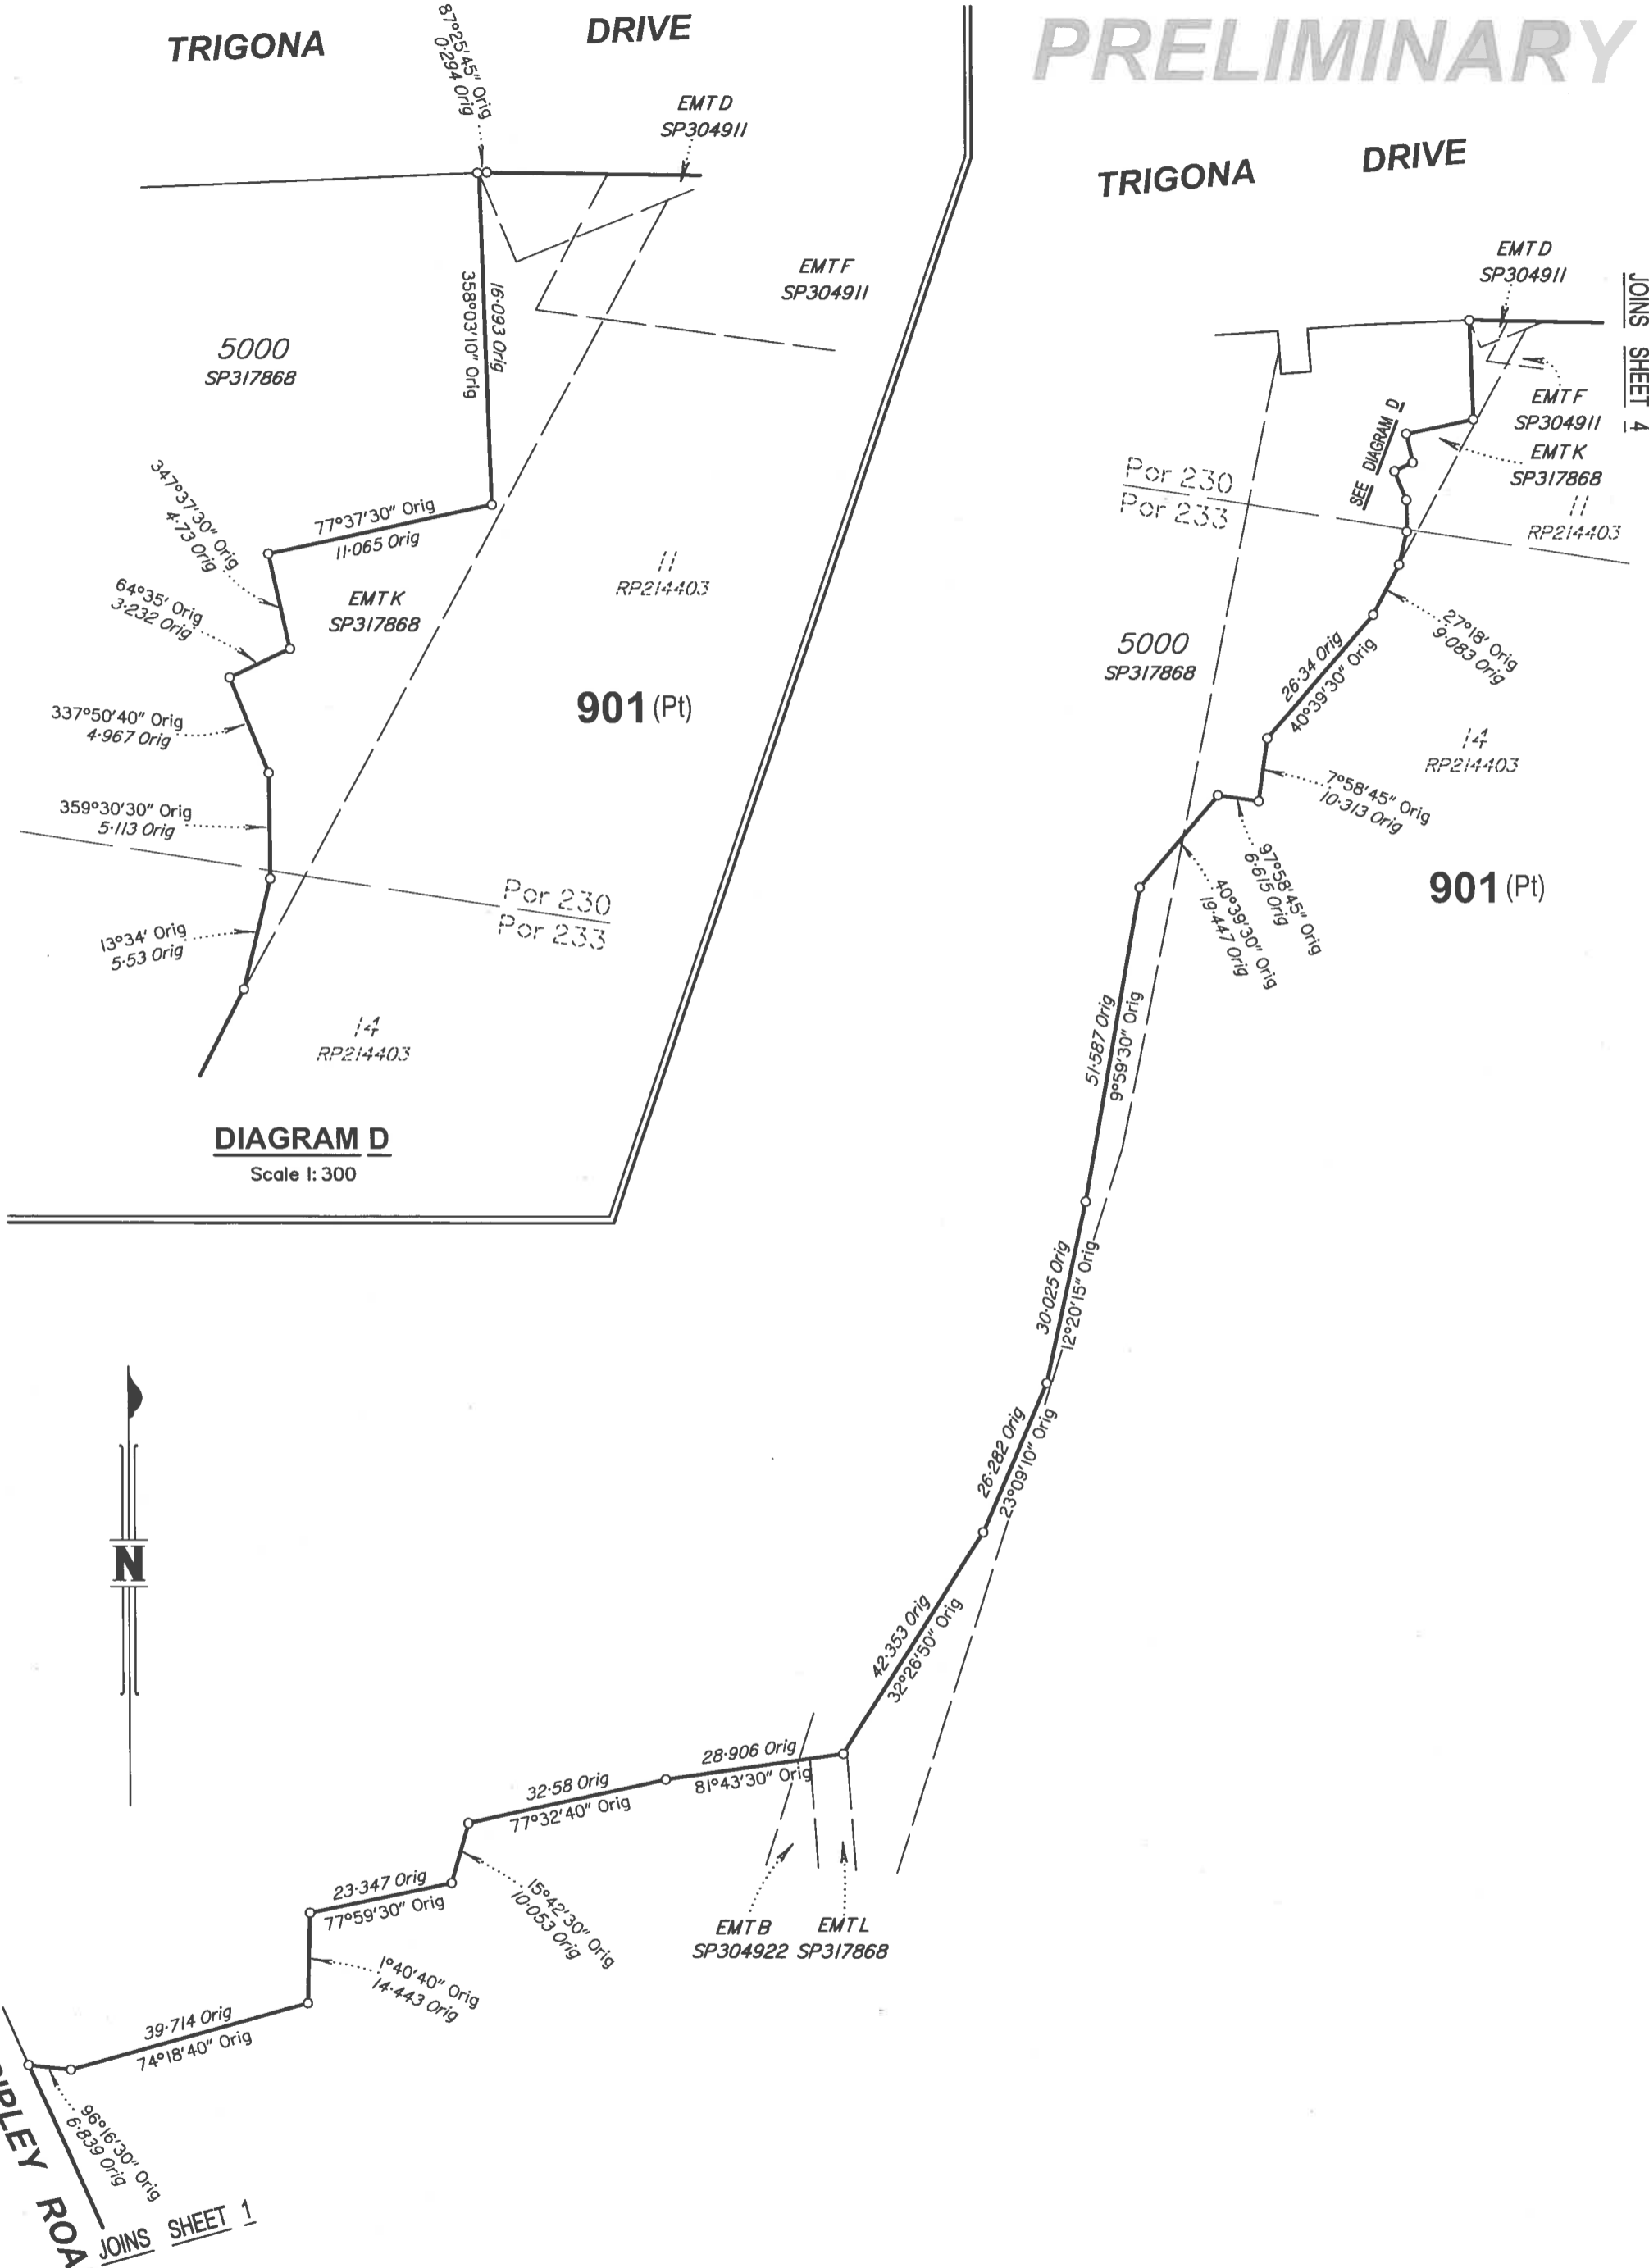 PRELIMINARY
TRIGONA DRIVE
87°25'45" Orig
0·294 Orig
EMT D
SP304911
EMT F
SP304911
16·093 Orig
358°03'10" Orig
5000
SP317868
77°37'30" Orig
11·065 Orig
347°37'30" Orig
4·73 Orig
64°35' Orig
3·232 Orig
EMT K
SP317868
11
RP214403
901 (Pt)
337°50'40" Orig
4·967 Orig
359°30'30" Orig
5·113 Orig
Por 230
Por 233
13°34' Orig
5·53 Orig
14
RP214403
DIAGRAM D
Scale 1:300
TRIGONA DRIVE
EMT D
SP304911
JOINS SHEET 4
EMT F
SP304911
EMT K
SP317868
SEE DIAGRAM D
Por 230
Por 233
11
RP214403
5000
SP317868
27°18' Orig
9·083 Orig
26·34 Orig
40°39'30" Orig
14
RP214403
7°58'45" Orig
10·313 Orig
97°58'45" Orig
6·615 Orig
40°39'30" Orig
19·447 Orig
901 (Pt)
51·587 Orig
9°59'30" Orig
30·025 Orig
12°20'15" Orig
26·282 Orig
23°09'10" Orig
N
42·353 Orig
32°26'50" Orig
28·906 Orig
81°43'30" Orig
32·58 Orig
77°32'40" Orig
15°42'30" Orig
10·053 Orig
23·347 Orig
77°59'30" Orig
EMT B
SP304922
EMT L
SP317868
1°40'40" Orig
14·443 Orig
39·714 Orig
74°18'40" Orig
96°16'30" Orig
6·839 Orig
IPLEY ROA
JOINS SHEET 1